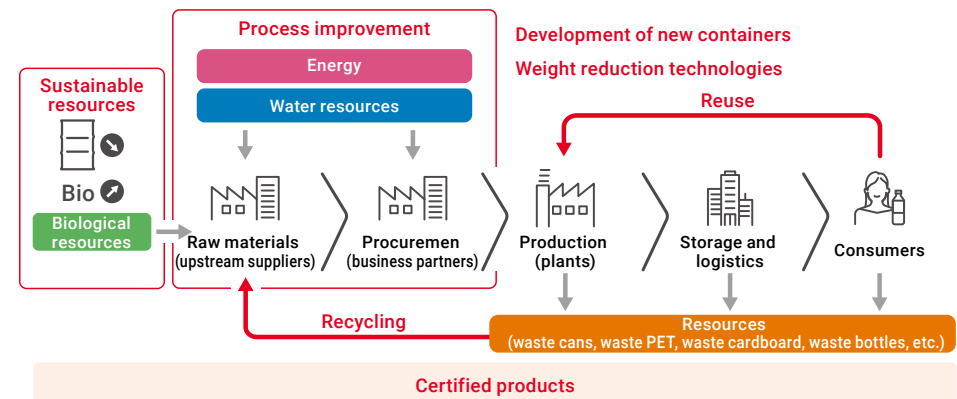 Process improvement
Energy
Water resources
Development of new containers
Weight reduction technologies
Reuse
Sustainable
resources
Bio
Biological
resources
Raw materials
(upstream suppliers)
Procuremen
(business partners)
Production
(plants)
Storage and
logistics
Consumers
Recycling
Resources
(waste cans, waste PET, waste cardboard, waste bottles, etc.)
Certified products